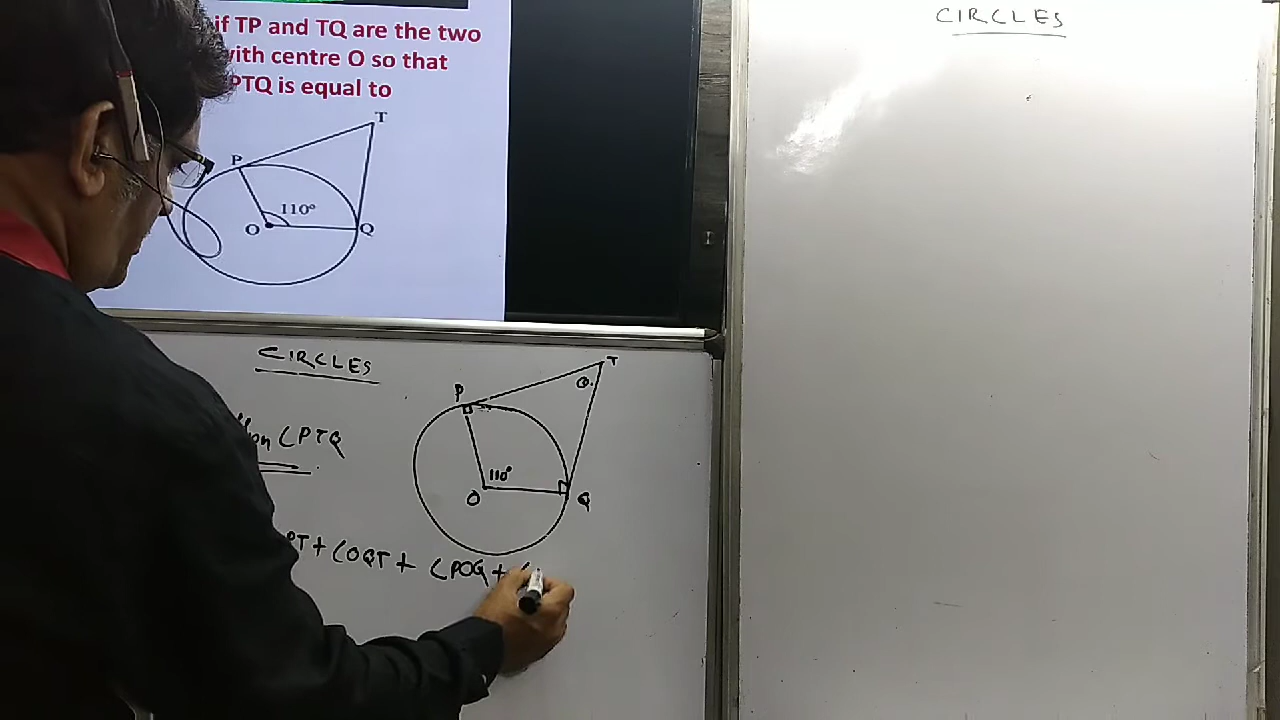 if TP and TQ are the two
with centre O so that
PTQ is equal to
T
P
110°
O
Q
CIRCLES
CIRCLES
T
P
∠PTQ
110°
O
Q
PT + ∠OQT + ∠POQ + ∠